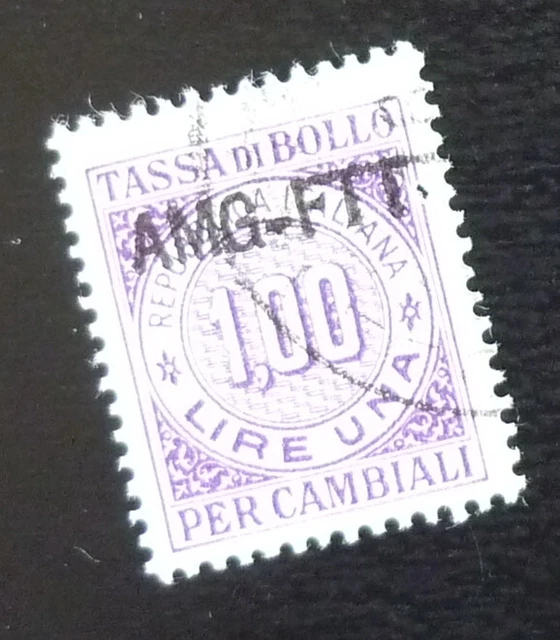 TASSA DI BOLLO
AMG-FTT
REPUBBLICA ITALIANA
1,00
LIRE UNA
PER CAMBIALI